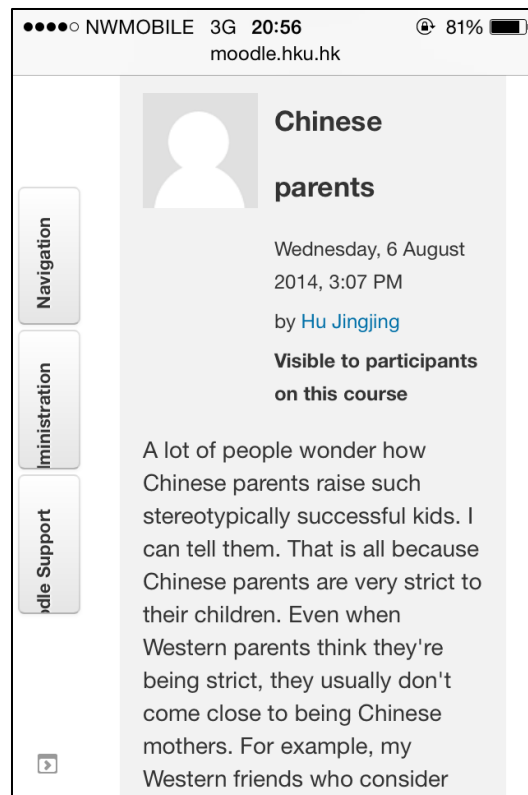 NWMOBILE 3G 20:56 81%
moodle.hku.hk
Chinese
parents
Wednesday, 6 August
2014, 3:07 PM
by Hu Jingjing
Visible to participants
on this course
Navigation
ministration
dle Support
A lot of people wonder how
Chinese parents raise such
stereotypically successful kids. I
can tell them. That is all because
Chinese parents are very strict to
their children. Even when
Western parents think they're
being strict, they usually don't
come close to being Chinese
mothers. For example, my
Western friends who consider